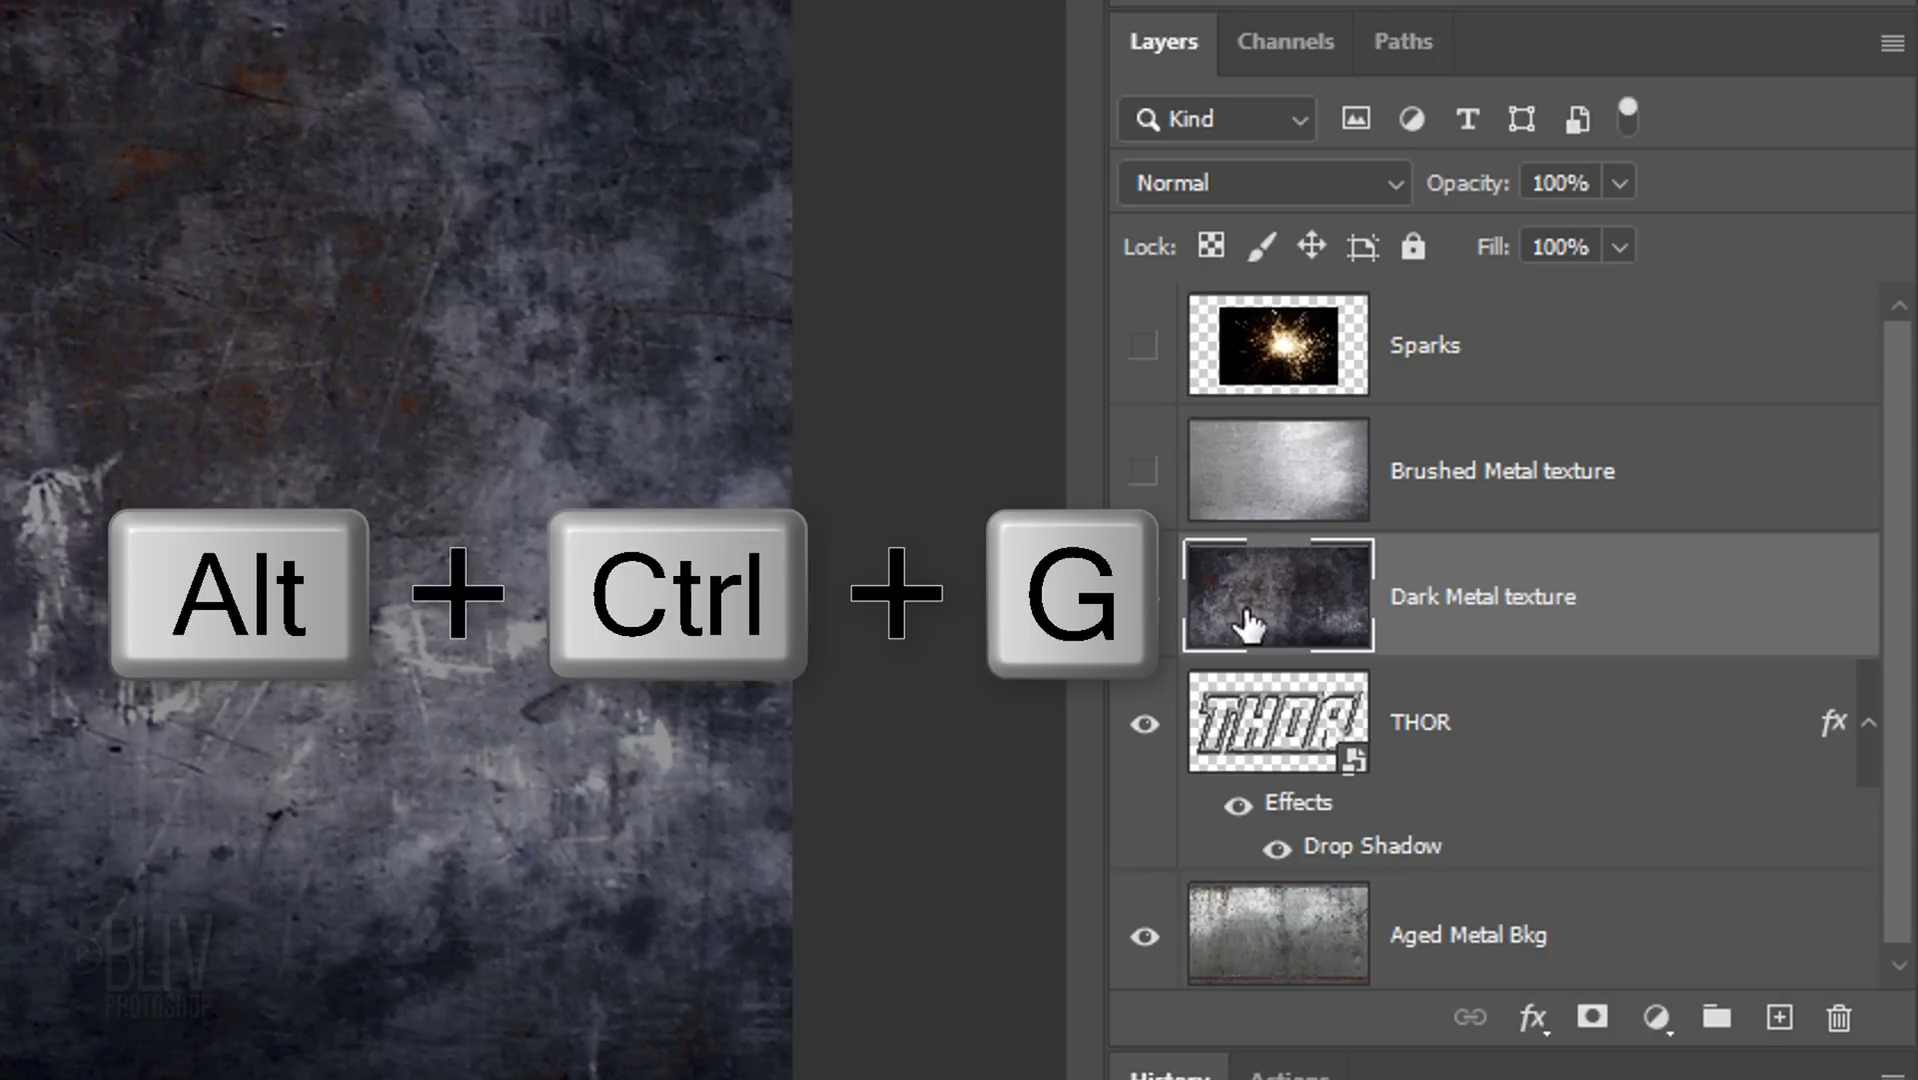 Layers Channels Paths
Kind
Normal Opacity: 100%
Lock: Fill: 100%
Sparks
Brushed Metal texture
Alt + Ctrl + G
Dark Metal texture
THOR
THOR fx
Effects
Drop Shadow
Aged Metal Bkg
©BLTV
PHOTOSHOP
fx
History Actions